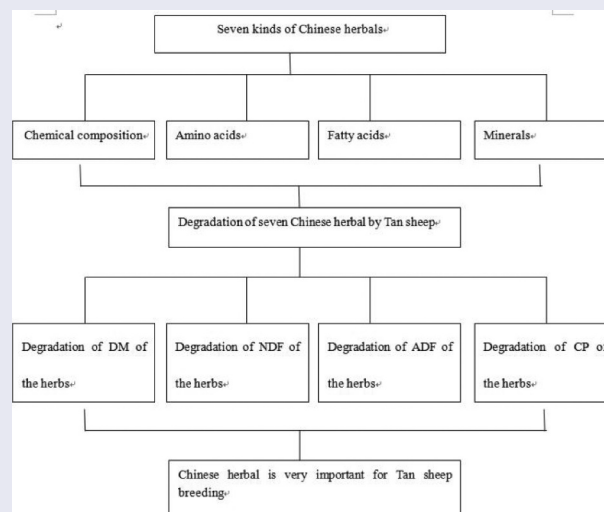 Seven kinds of Chinese herbals
Chemical composition
Amino acids
Fatty acids
Minerals
Degradation of seven Chinese herbal by Tan sheep
Degradation of DM of
the herbs
Degradation of NDF of
the herbs
Degradation of ADF of
the herbs
Degradation of CP of
the herbs
Chinese herbal is very important for Tan sheep
breeding